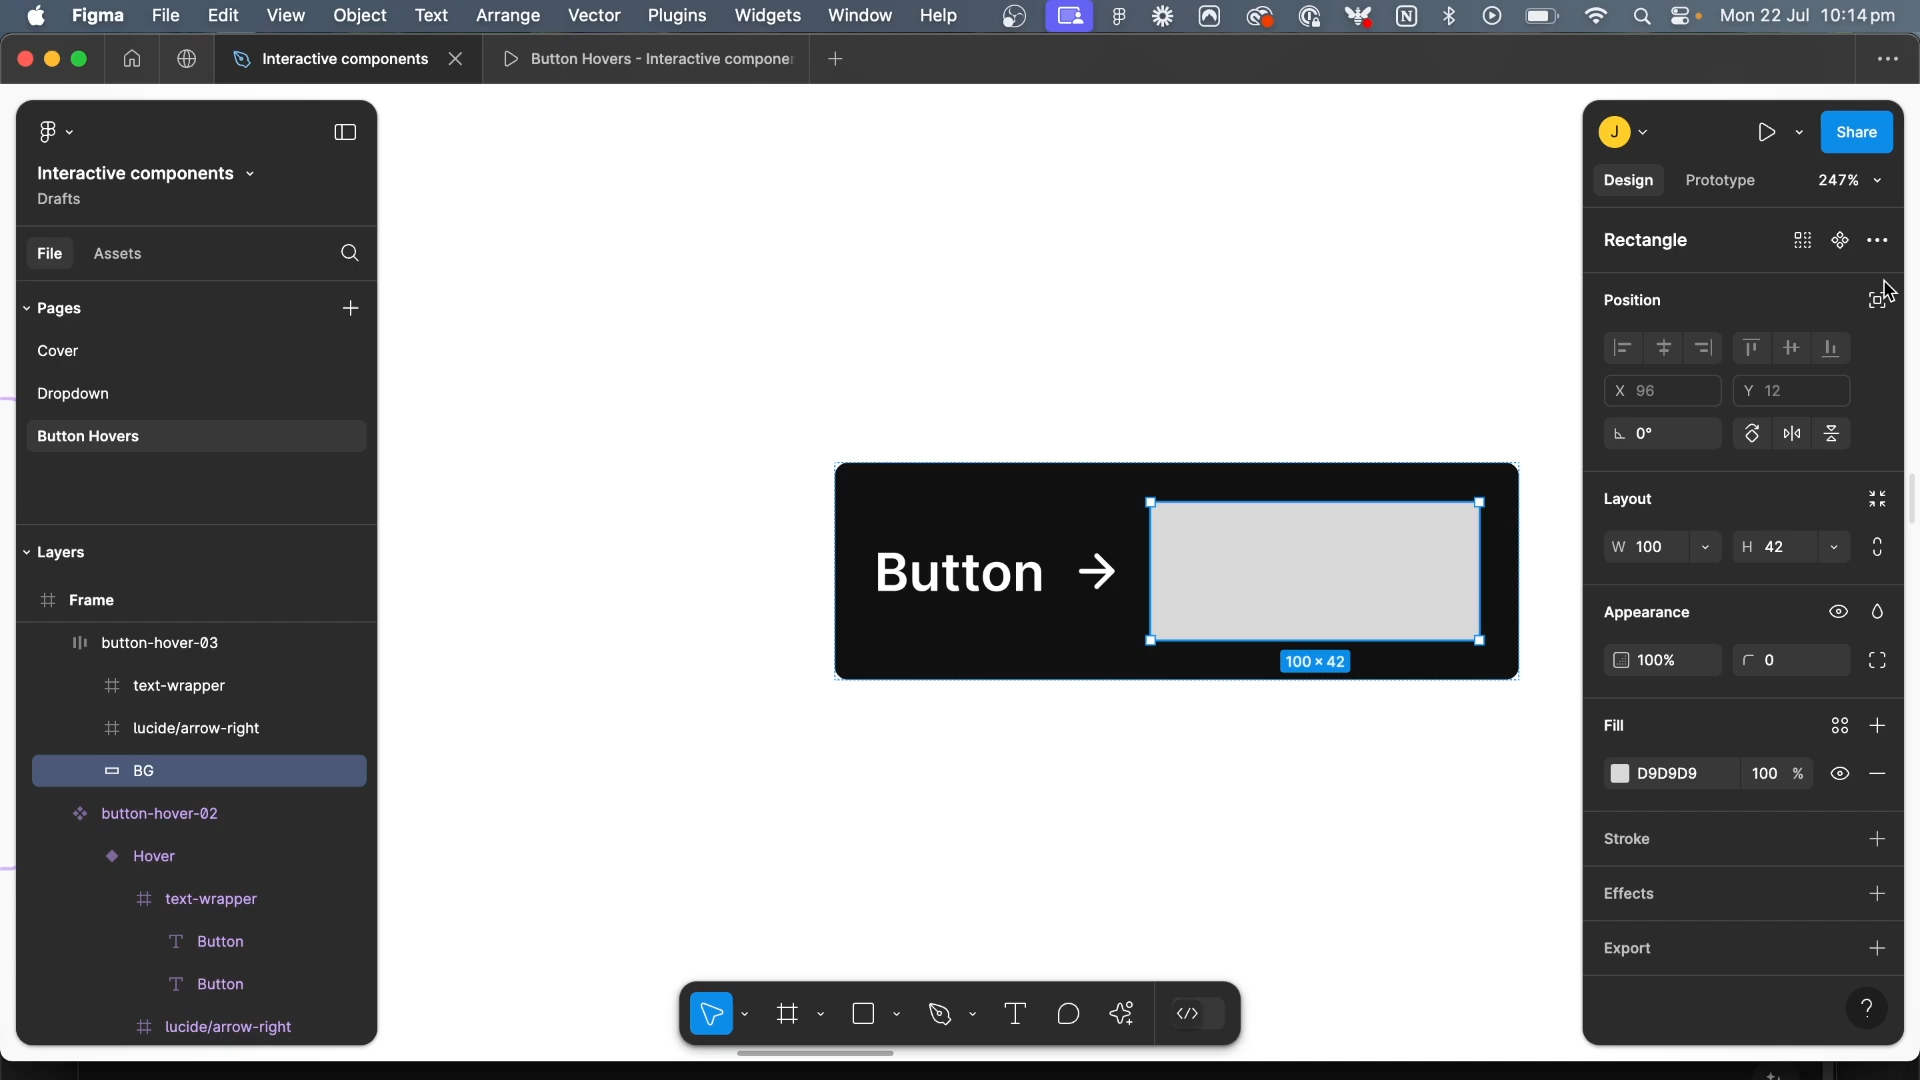 Figma File Edit View Object Text Arrange Vector Plugins Widgets Window Help Mon 22 Jul 10:14 pm
Interactive components Button Hovers - Interactive compone
J Share
Interactive components
Drafts
Design Prototype 247%
File Assets
Rectangle
Pages
Position
Cover
Dropdown
X 96 Y 12
Button Hovers
0°
Layout
W 100 H 42
Layers
Frame
Appearance
button-hover-03
100% 0
text-wrapper
lucide/arrow-right
Fill
BG
D9D9D9 100 %
button-hover-02
Stroke
Hover
Effects
text-wrapper
Button
Export
Button
lucide/arrow-right
?
Button
100 × 42